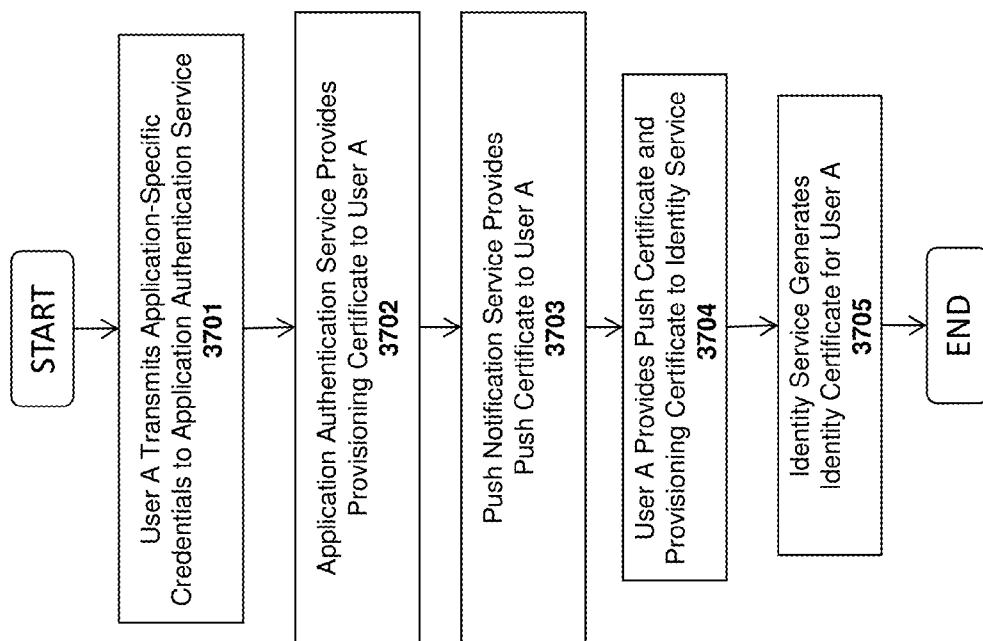 START
User A Transmits Application-Specific
Credentials to Application Authentication Service
3701
Application Authentication Service Provides
Provisioning Certificate to User A
3702
Push Notification Service Provides
Push Certificate to User A
3703
User A Provides Push Certificate and
Provisioning Certificate to Identity Service
3704
Identity Service Generates
Identity Certificate for User A
3705
END